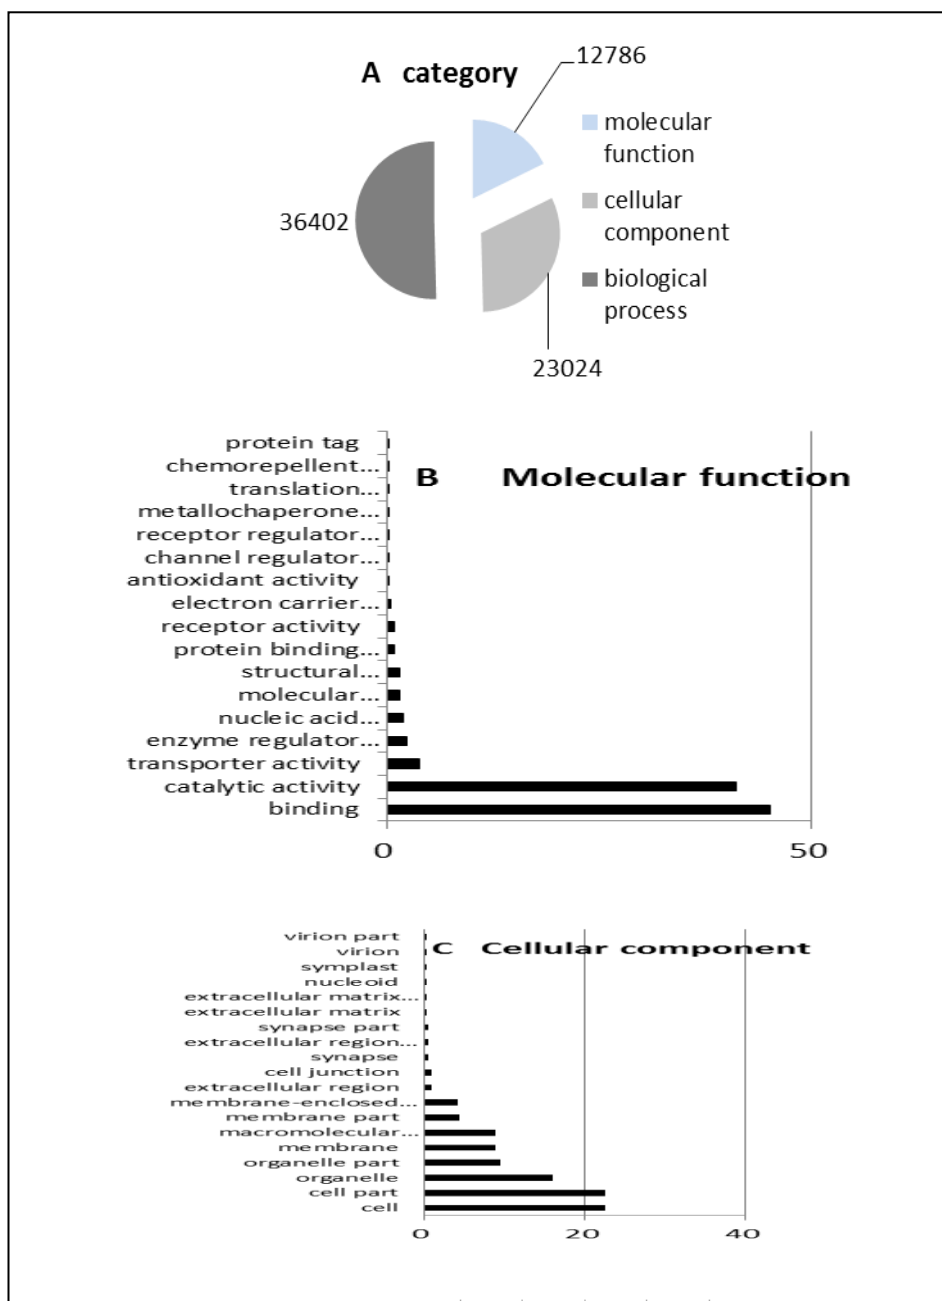 12786
A category
molecular
function
36402
cellular
component
biological
process
23024
protein tag
chemorepellent...
B Molecular function
translation...
metallochaperone...
receptor regulator...
channel regulator...
antioxidant activity
electron carrier...
receptor activity
protein binding...
structural...
molecular...
nucleic acid...
enzyme regulator...
transporter activity
catalytic activity
binding
0 50
virion part
C Cellular component
virion
symplast
nucleoid
extracellular matrix...
extracellular matrix
synapse part
extracellular region...
synapse
cell junction
extracellular region
membrane-enclosed...
membrane part
macromolecular...
membrane
organelle part
organelle
cell part
cell
0 20 40